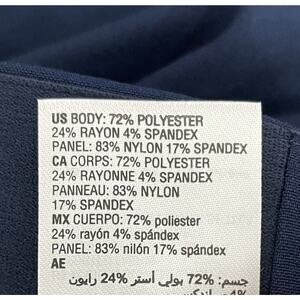 US BODY: 72% POLYESTER
24% RAYON 4% SPANDEX
PANEL: 83% NYLON 17% SPANDEX
CA CORPS: 72% POLYESTER
24% RAYONNE 4% SPANDEX
PANNEAU: 83% NYLON
17% SPANDEX
MX CUERPO: 72% poliester
24% rayón 4% spandex
PANEL: 83% nilón 17% spándex
AE
جسم: 72% بولي أستر 24% رايون